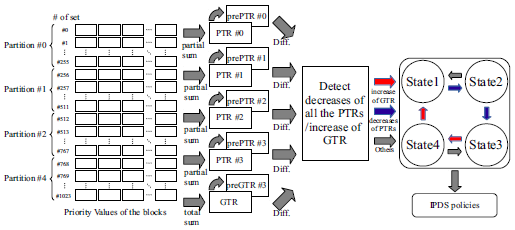 # of set
Partition #0
#0
#1
#255
Partition #1
#256
#257
#511
Partition #2
#512
#513
#767
Partition #4
#768
#769
#1023
Priority Values of the blocks
partial
sum
partial
sum
partial
sum
partial
sum
total
sum
prePTR #0
PTR #0
prePTR #1
PTR #1
prePTR #2
PTR #2
prePTR #3
PTR #3
preGTR #3
GTR
Diff.
Diff.
Diff.
Diff.
Diff.
Detect
decreases of
all the PTRs
/increase of
GTR
increase
of GTR
decreases
of PTRs
Others
State1
State2
State4
State3
IPDS policies